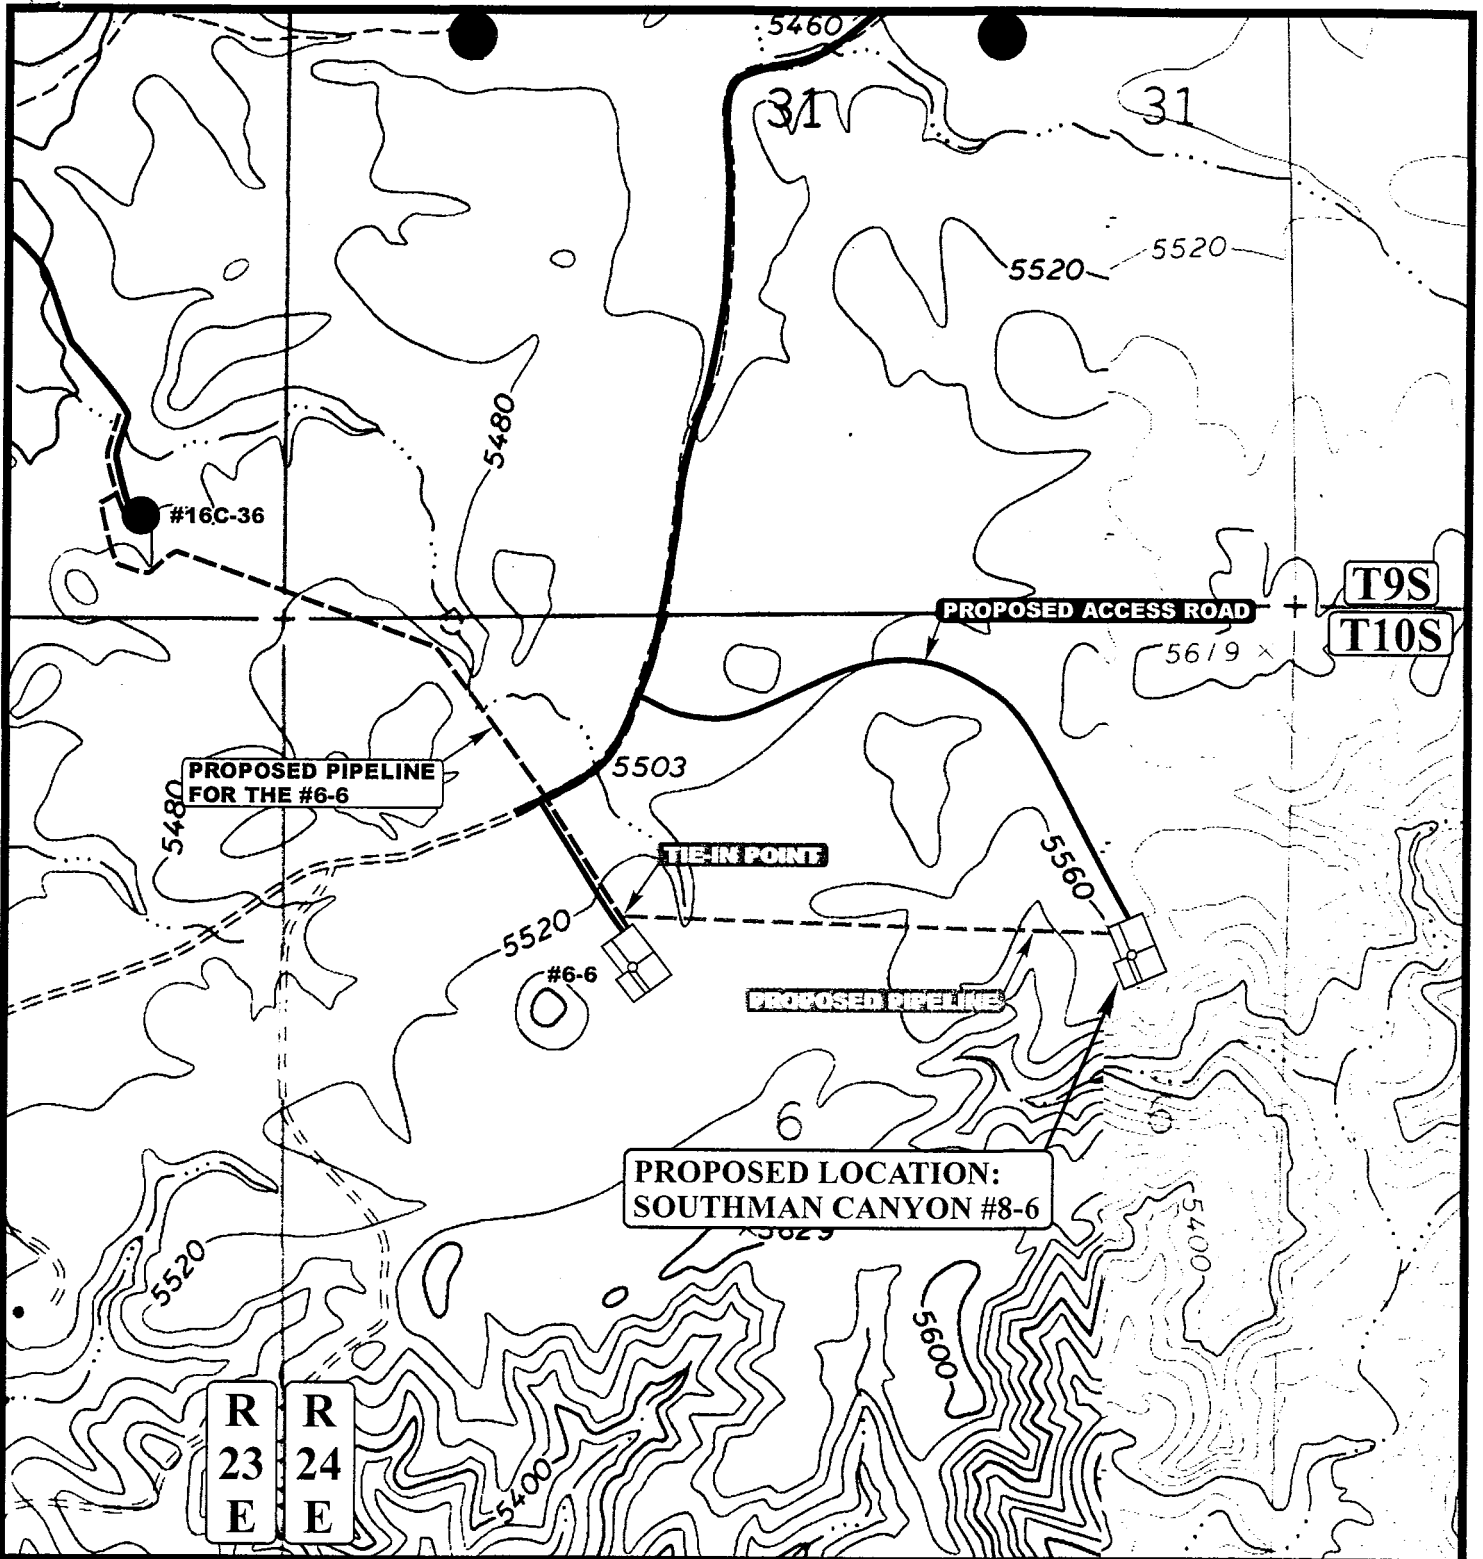 5460
31
31
5520
5520
5480
#16C-36
T9S
PROPOSED ACCESS ROAD
T10S
5619
5503
PROPOSED PIPELINE
FOR THE #6-6
5480
TIE-IN POINT
5560
5520
#6-6
PROPOSED PIPELINE
6
6
PROPOSED LOCATION:
SOUTHMAN CANYON #8-6
5629
5400
5520
5600
R
23
E
R
24
E
5400